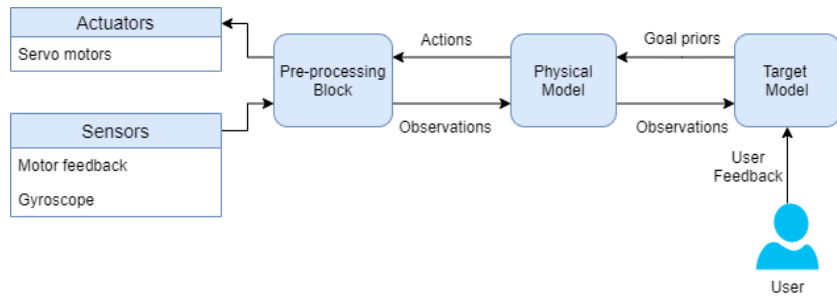 Actuators
Servo motors
Sensors
Motor feedback
Gyroscope
Pre-processing
Block
Actions
Observations
Physical
Model
Goal priors
Observations
Target
Model
User
Feedback
User